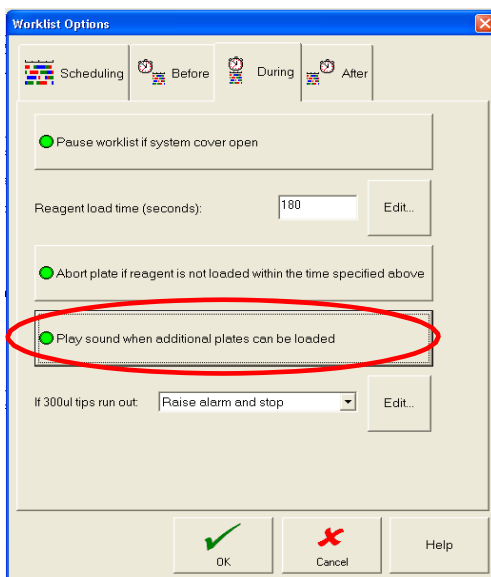 Worklist Options
Scheduling Before During After
Pause worklist if system cover open
Reagent load time (seconds): 180 Edit...
Abort plate if reagent is not loaded within the time specified above
Play sound when additional plates can be loaded
If 300ul tips run out: Raise alarm and stop Edit...
OK Cancel Help